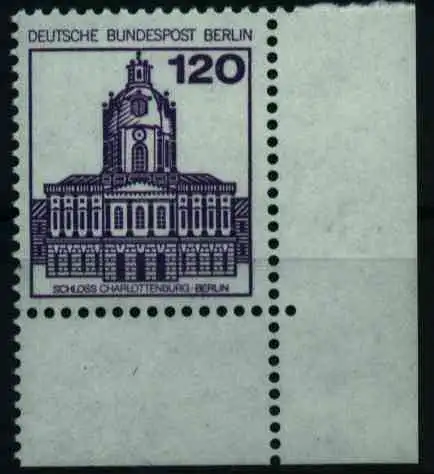 DEUTSCHE BUNDESPOST BERLIN
120
SCHLOSS CHARLOTTENBURG · BERLIN